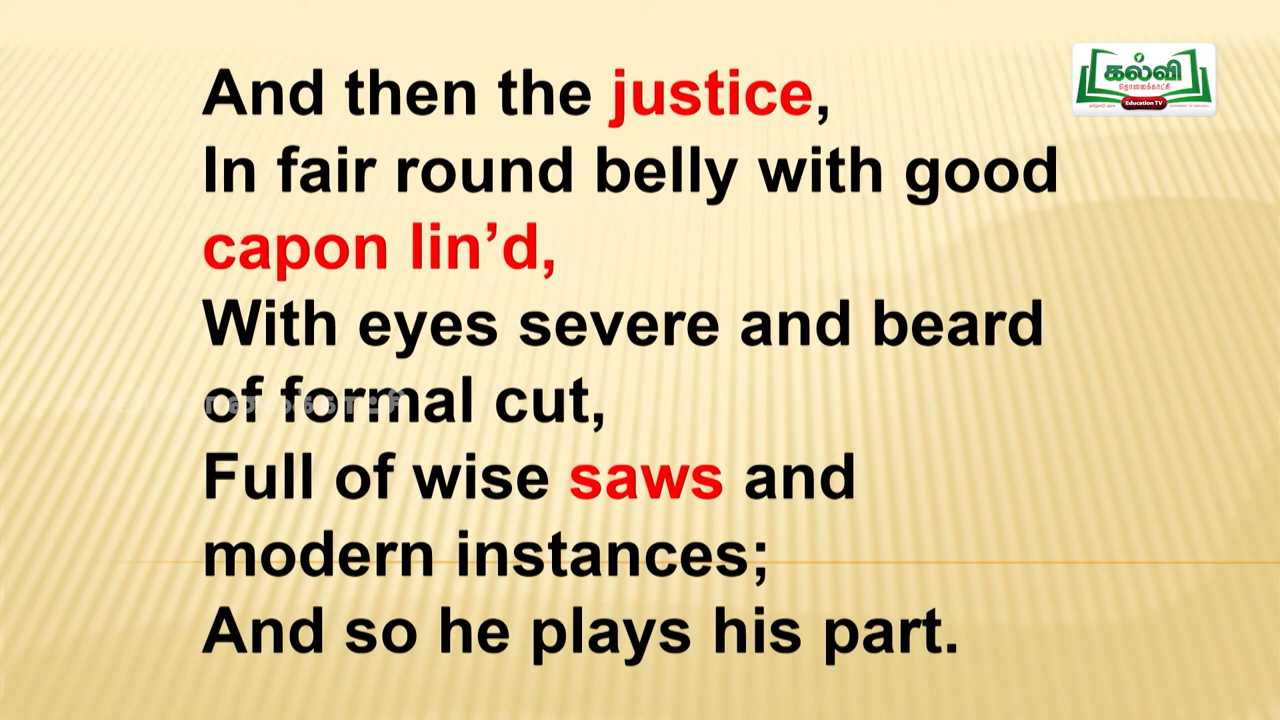 And then the justice,
In fair round belly with good
capon lin’d,
With eyes severe and beard
of formal cut,
Full of wise saws and
modern instances;
And so he plays his part.
கல்வி
தொலைக்காட்சி
Education TV